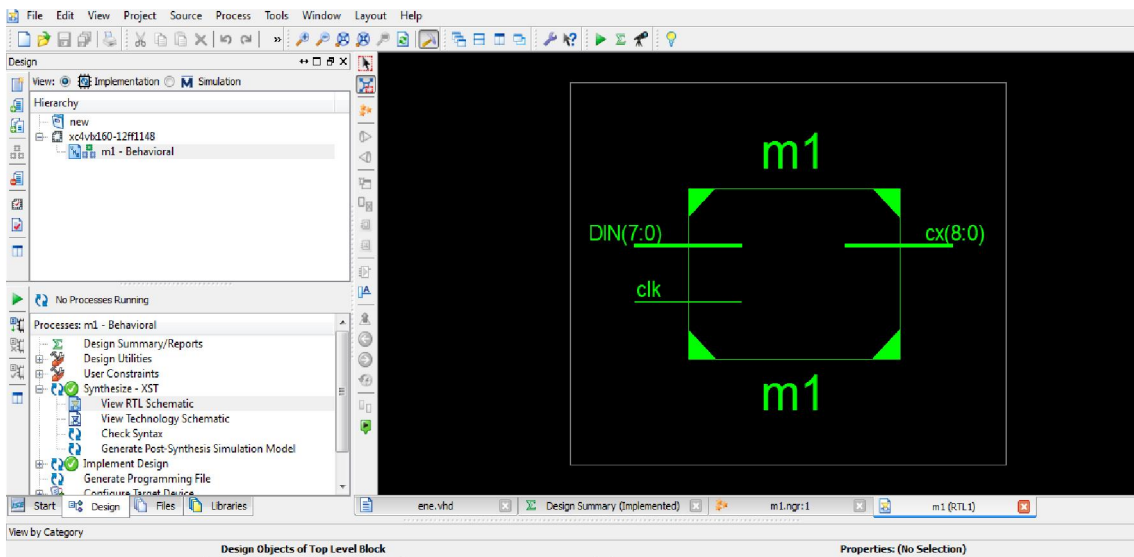 File Edit View Project Source Process Tools Window Layout Help
Design
View: Implementation Simulation
Hierarchy
new
xc4vfx160-12ff1148
m1 - Behavioral
No Processes Running
Processes: m1 - Behavioral
Design Summary/Reports
Design Utilities
User Constraints
Synthesize - XST
View RTL Schematic
View Technology Schematic
Check Syntax
Generate Post-Synthesis Simulation Model
Implement Design
Generate Programming File
Configure Target Device
Start Design Files Libraries
m1
DIN(7:0)
cx(8:0)
clk
m1
ene.vhd
Design Summary (Implemented)
m1.ngr:1
m1 (RTL1)
View by Category
Design Objects of Top Level Block
Properties: (No Selection)